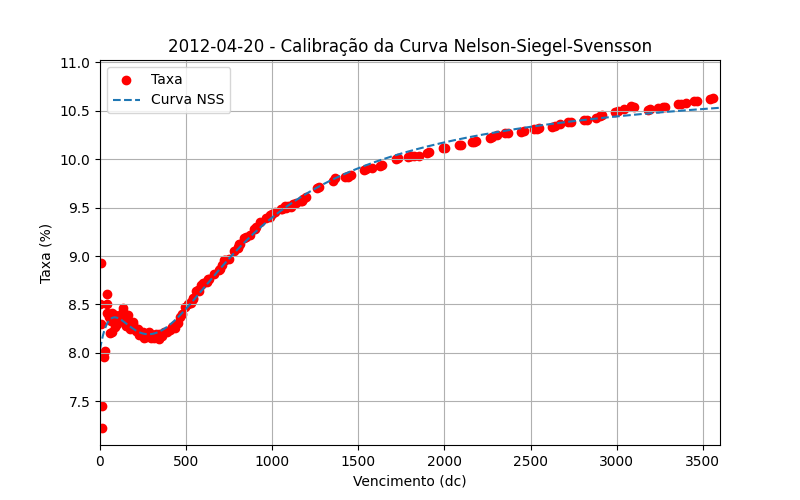 2012-04-20 - Calibração da Curva Nelson-Siegel-Svensson
Taxa
Curva NSS
Taxa (%)
11.0
10.5
10.0
9.5
9.0
8.5
8.0
7.5
0 500 1000 1500 2000 2500 3000 3500
Vencimento (dc)